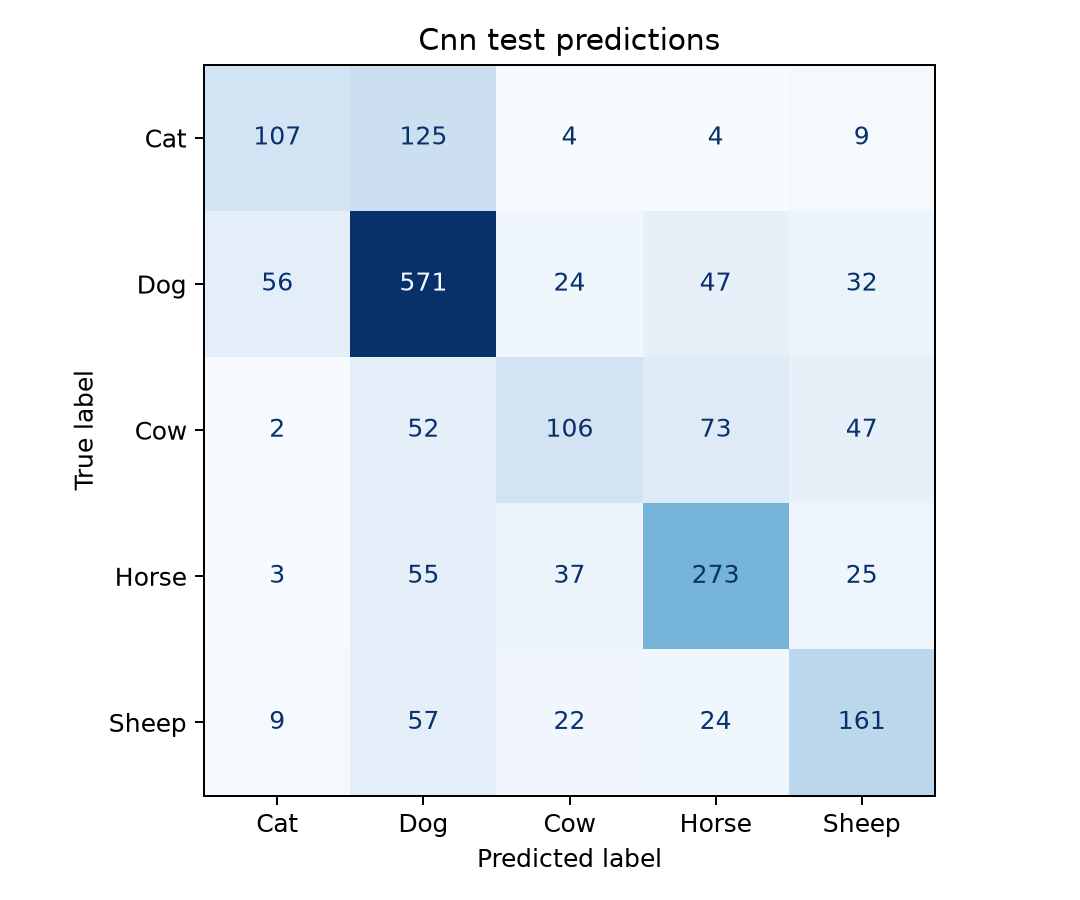 Cnn test predictions
Cat 107 125 4 4 9
Dog 56 571 24 47 32
Cow 2 52 106 73 47
Horse 3 55 37 273 25
Sheep 9 57 22 24 161
Cat Dog Cow Horse Sheep
Predicted label
True label